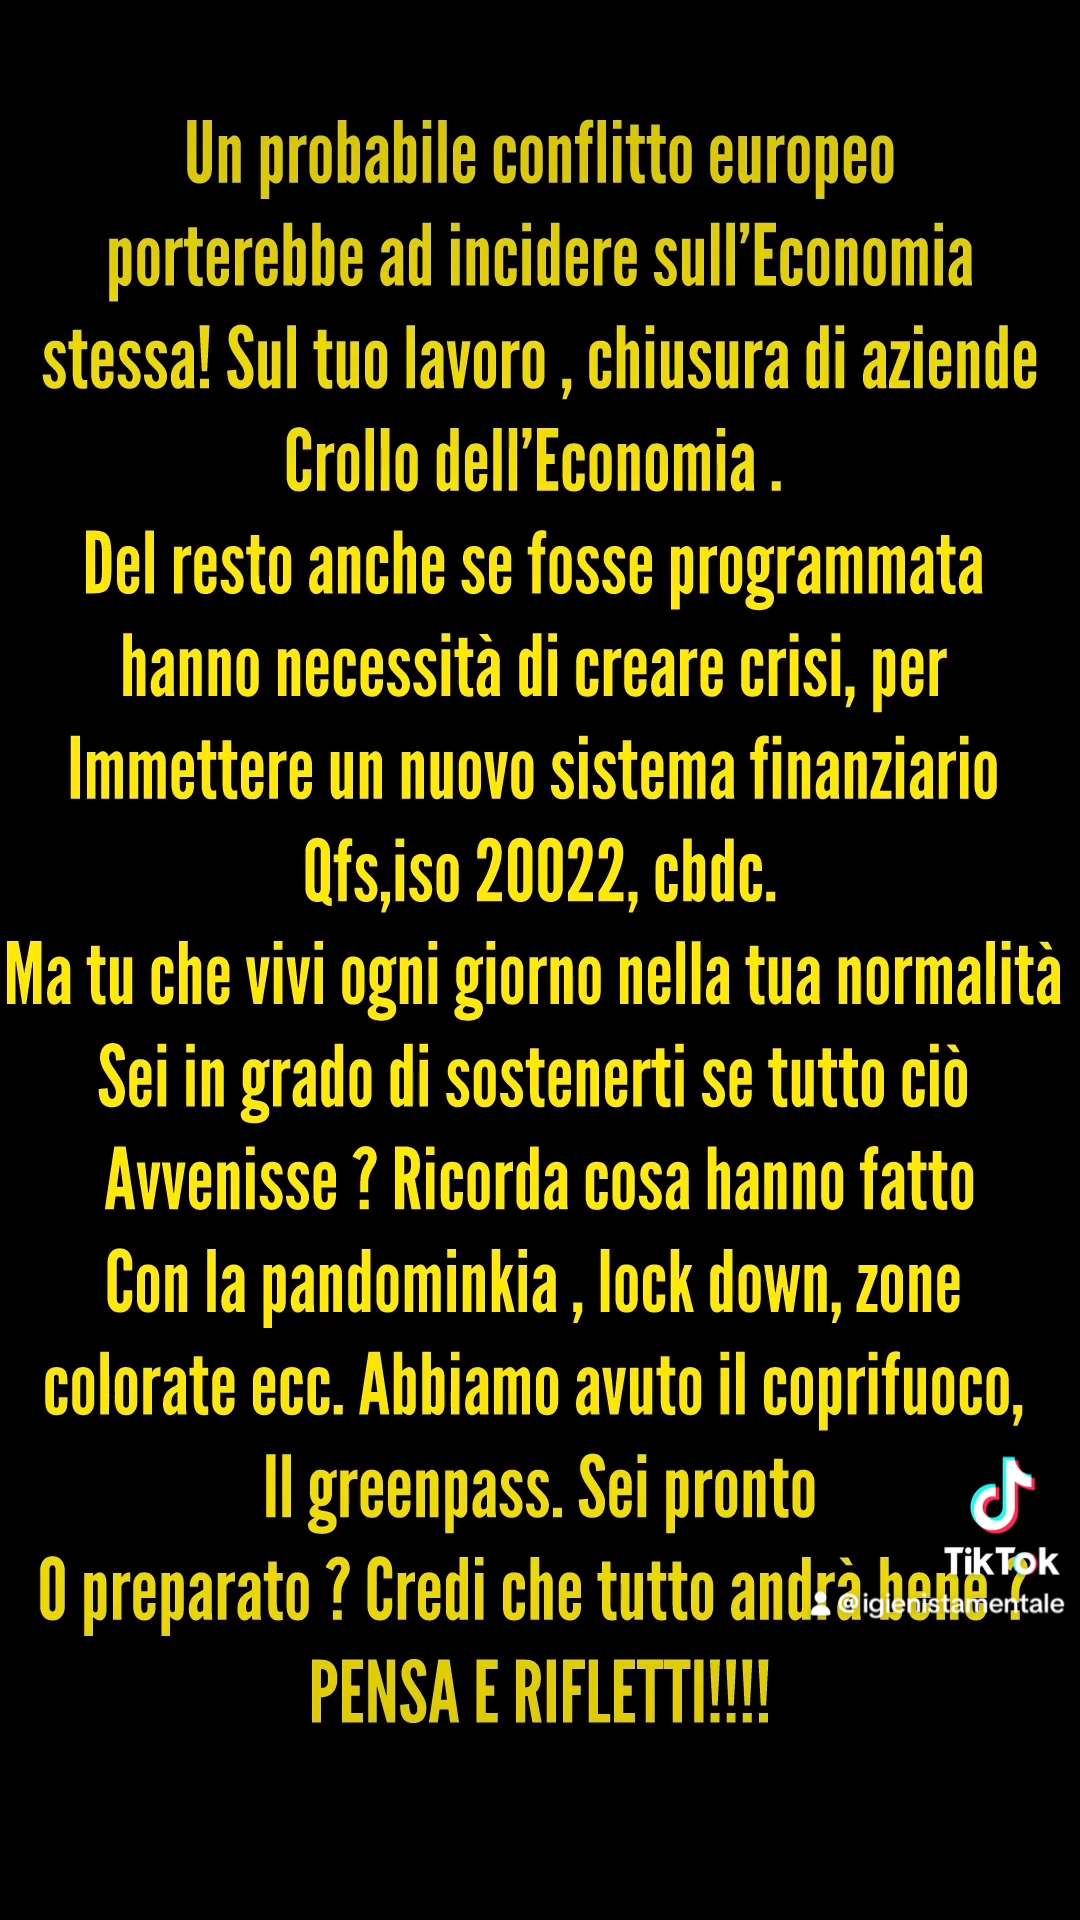 Un probabile conflitto europeo
porterebbe ad incidere sull’Economia
stessa! Sul tuo lavoro , chiusura di aziende
Crollo dell’Economia .
Del resto anche se fosse programmata
hanno necessità di creare crisi, per
Immettere un nuovo sistema finanziario
Qfs,iso 20022, cbdc.
Ma tu che vivi ogni giorno nella tua normalità
Sei in grado di sostenerti se tutto ciò
Avvenisse ? Ricorda cosa hanno fatto
Con la pandominkia , lock down, zone
colorate ecc. Abbiamo avuto il coprifuoco,
Il greenpass. Sei pronto
O preparato ? Credi che tutto andrà bene ?
PENSA E RIFLETTI!!!!
TikTok
@igienistamentale